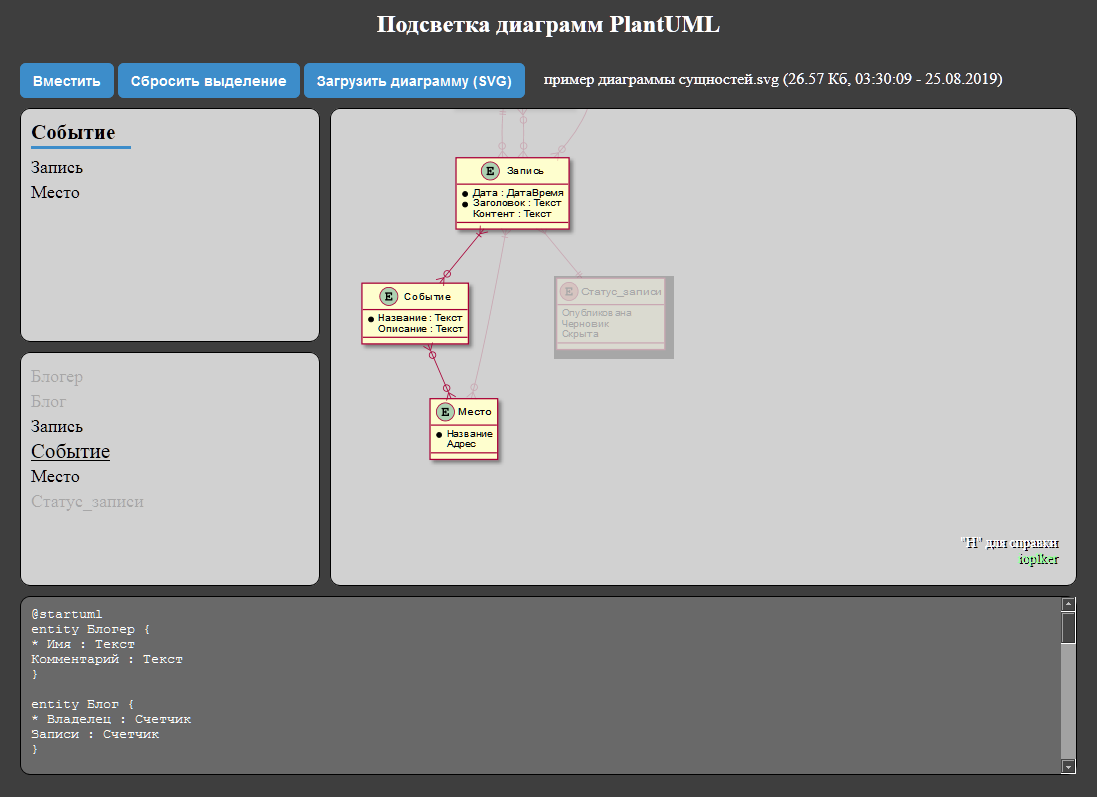 Подсветка диаграмм PlantUML
Вместить
Сбросить выделение
Загрузить диаграмму (SVG)
пример диаграммы сущностей.svg (26.57 Кб, 03:30:09 - 25.08.2019)
Событие
Запись
Место
Блогер
Блог
Запись
Событие
Место
Статус_записи
E Запись
Дата : ДатаВремя
Заголовок : Текст
Контент : Текст
E Событие
Название : Текст
Описание : Текст
E Статус_записи
Опубликована
Черновик
Скрыта
E Место
Название
Адрес
"H" для справки
topiker
@startuml
entity Блогер {
* Имя : Текст
Комментарий : Текст
}
entity Блог {
* Владелец : Счетчик
Записи : Счетчик
}